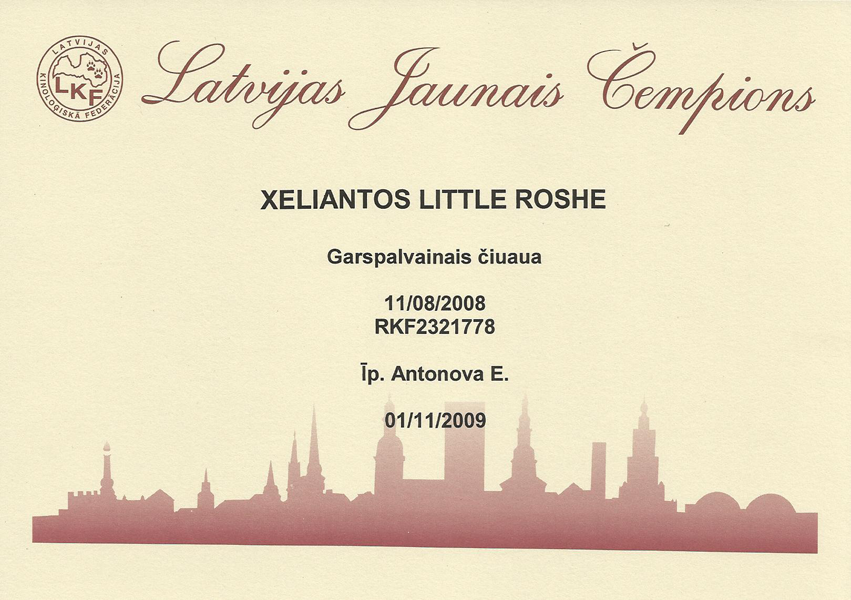 LATVIJAS
KINOLOĢISKĀ FEDERĀCIJA
LKF
Latvijas Jaunais Čempions
XELIANTOS LITTLE ROSHE
Garspalvainais čiuaua
11/08/2008
RKF2321778
Īp. Antonova E.
01/11/2009